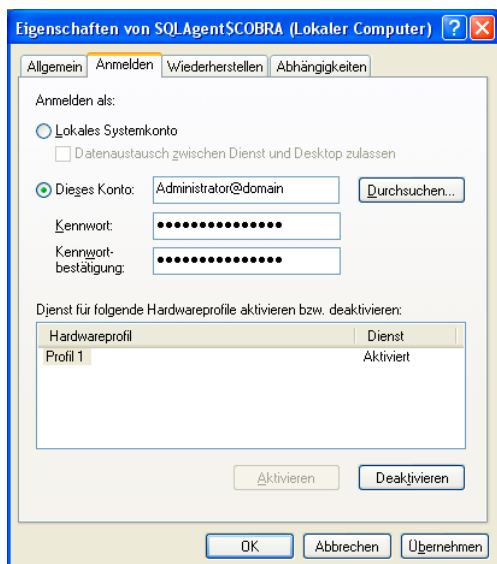 Eigenschaften von SQLAgent$COBRA (Lokaler Computer)
Allgemein Anmelden Wiederherstellen Abhängigkeiten
Anmelden als:
Lokales Systemkonto
Datenaustausch zwischen Dienst und Desktop zulassen
Dieses Konto: Administrator@domain Durchsuchen...
Kennwort: ●●●●●●●●●●●●●●●
Kennwort-
bestätigung: ●●●●●●●●●●●●●●●
Dienst für folgende Hardwareprofile aktivieren bzw. deaktivieren:
Hardwareprofil Dienst
Profil 1 Aktiviert
Aktivieren Deaktivieren
OK Abbrechen Übernehmen